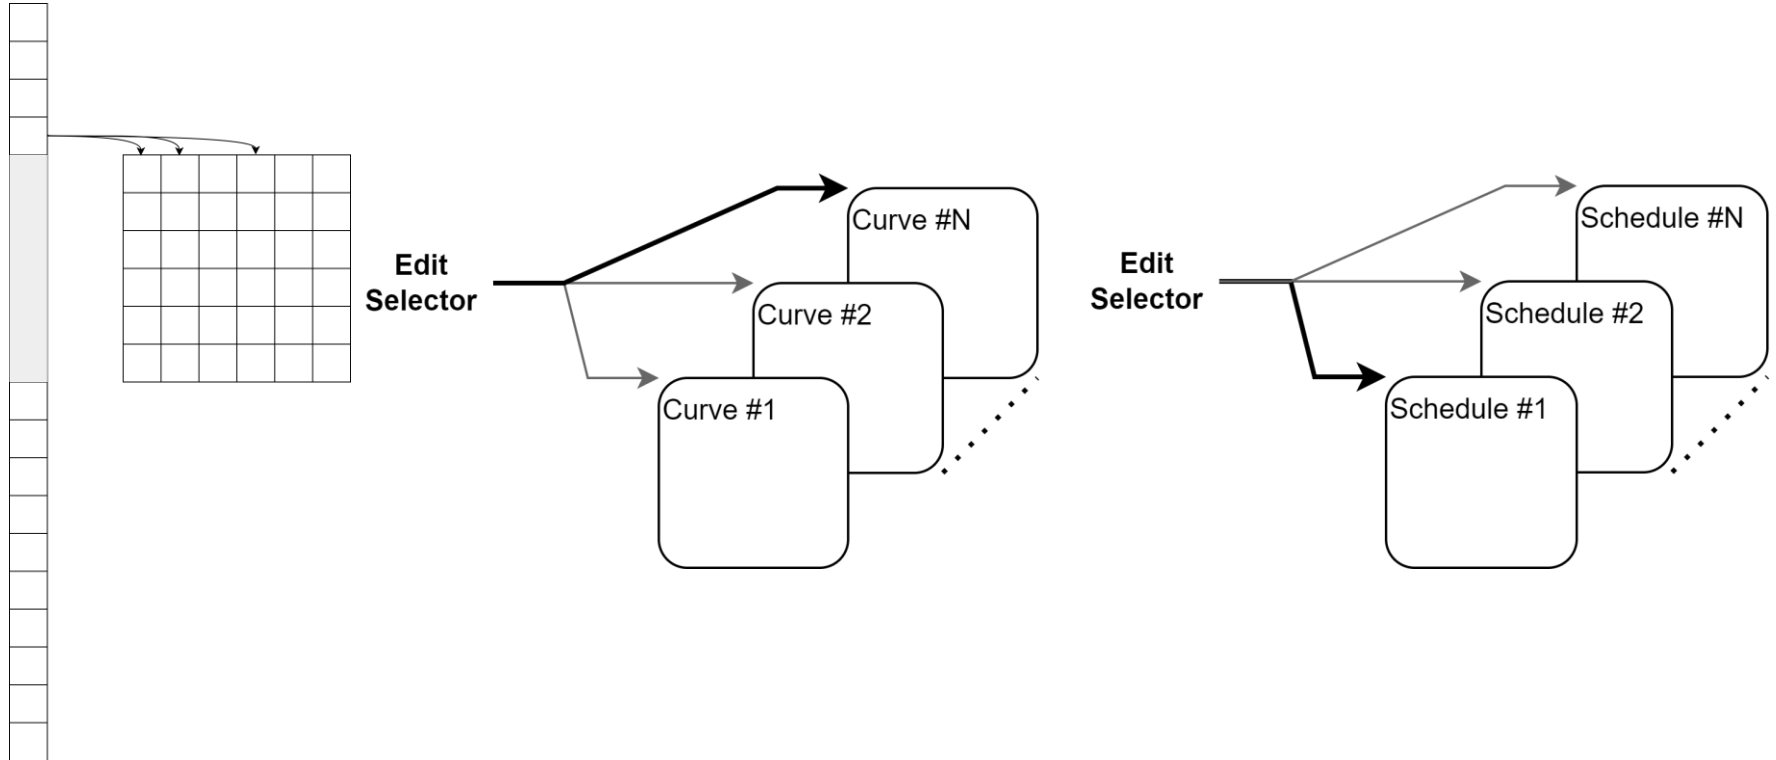 Edit
Selector
Curve #N
Curve #2
Curve #1
Edit
Selector
Schedule #N
Schedule #2
Schedule #1